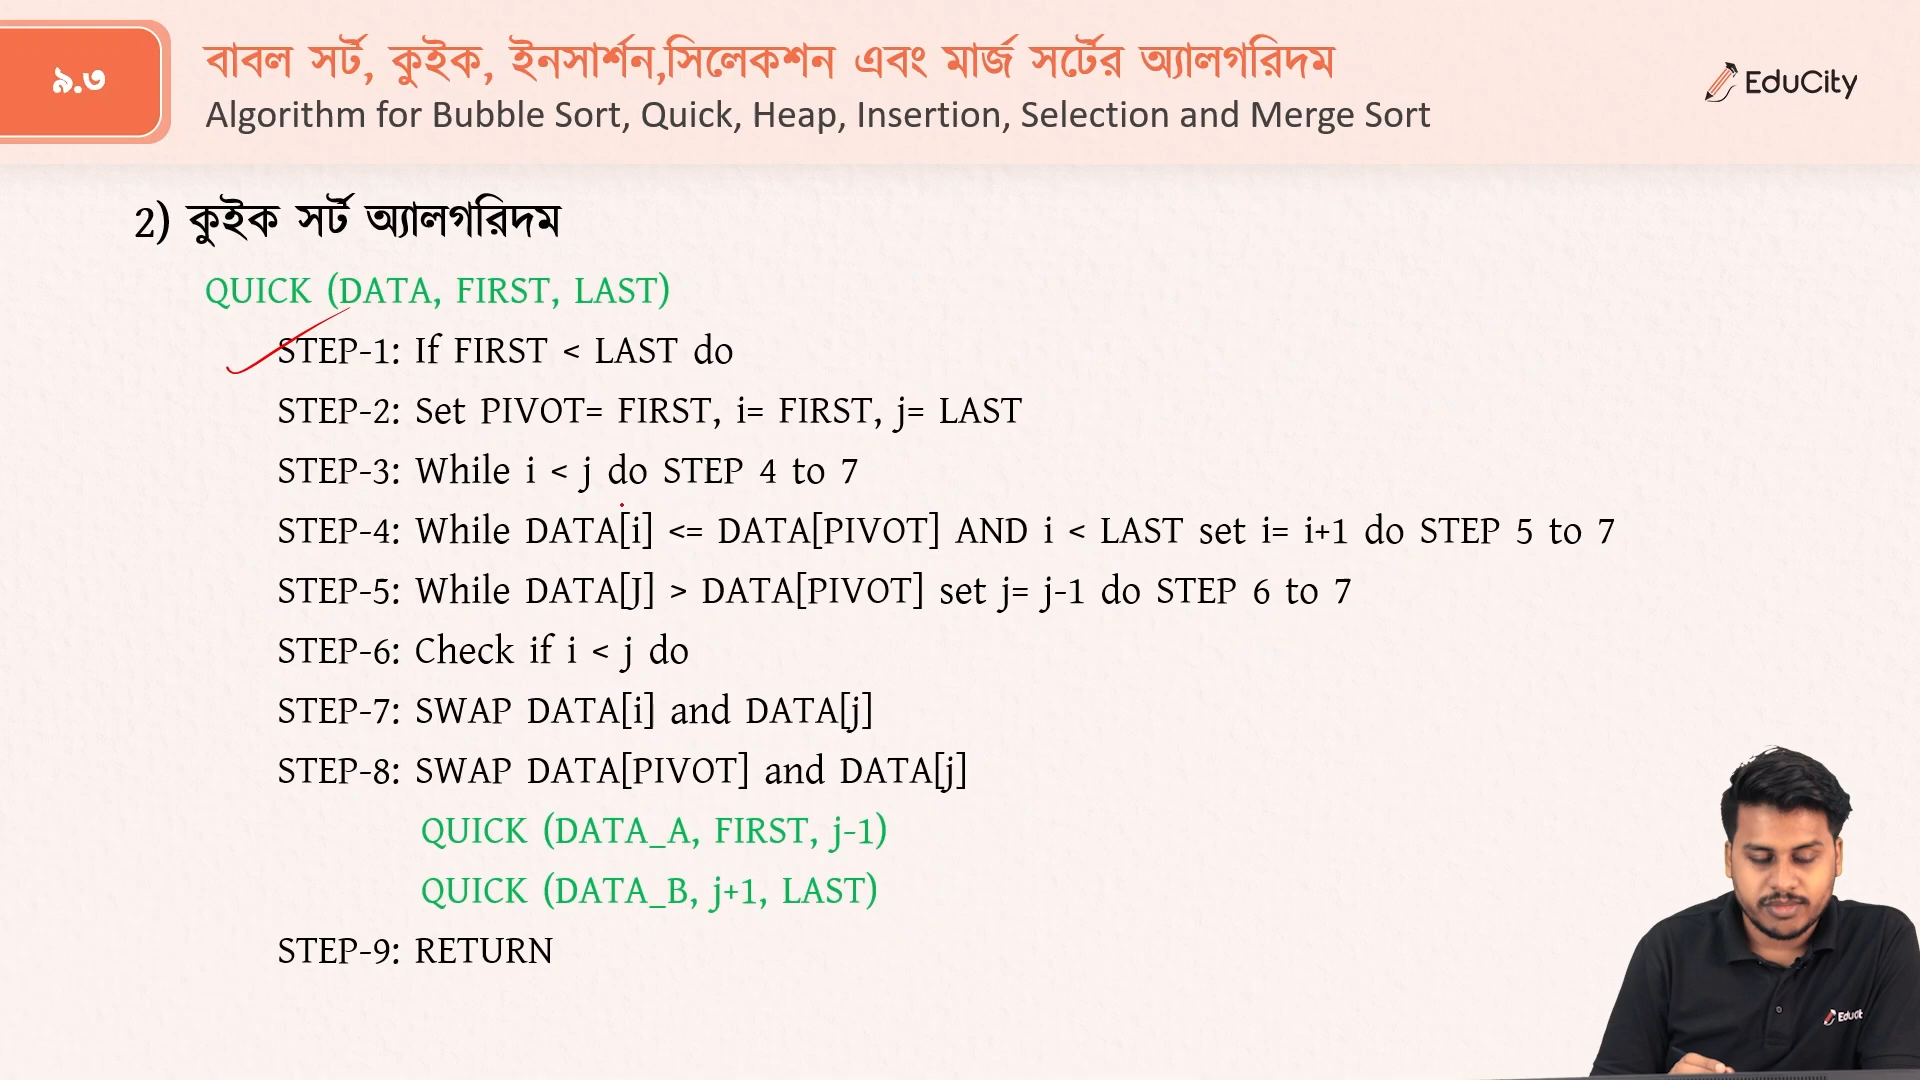 ৯.৩
বাবল সর্ট, কুইক, ইনসার্শন,সিলেকশন এবং মার্জ সর্টের অ্যালগরিদম
Algorithm for Bubble Sort, Quick, Heap, Insertion, Selection and Merge Sort
EduCity
2) কুইক সর্ট অ্যালগরিদম
QUICK (DATA, FIRST, LAST)
STEP-1: If FIRST < LAST do
STEP-2: Set PIVOT= FIRST, i= FIRST, j= LAST
STEP-3: While i < j do STEP 4 to 7
STEP-4: While DATA[i] <= DATA[PIVOT] AND i < LAST set i= i+1 do STEP 5 to 7
STEP-5: While DATA[J] > DATA[PIVOT] set j= j-1 do STEP 6 to 7
STEP-6: Check if i < j do
STEP-7: SWAP DATA[i] and DATA[j]
STEP-8: SWAP DATA[PIVOT] and DATA[j]
QUICK (DATA_A, FIRST, j-1)
QUICK (DATA_B, j+1, LAST)
STEP-9: RETURN